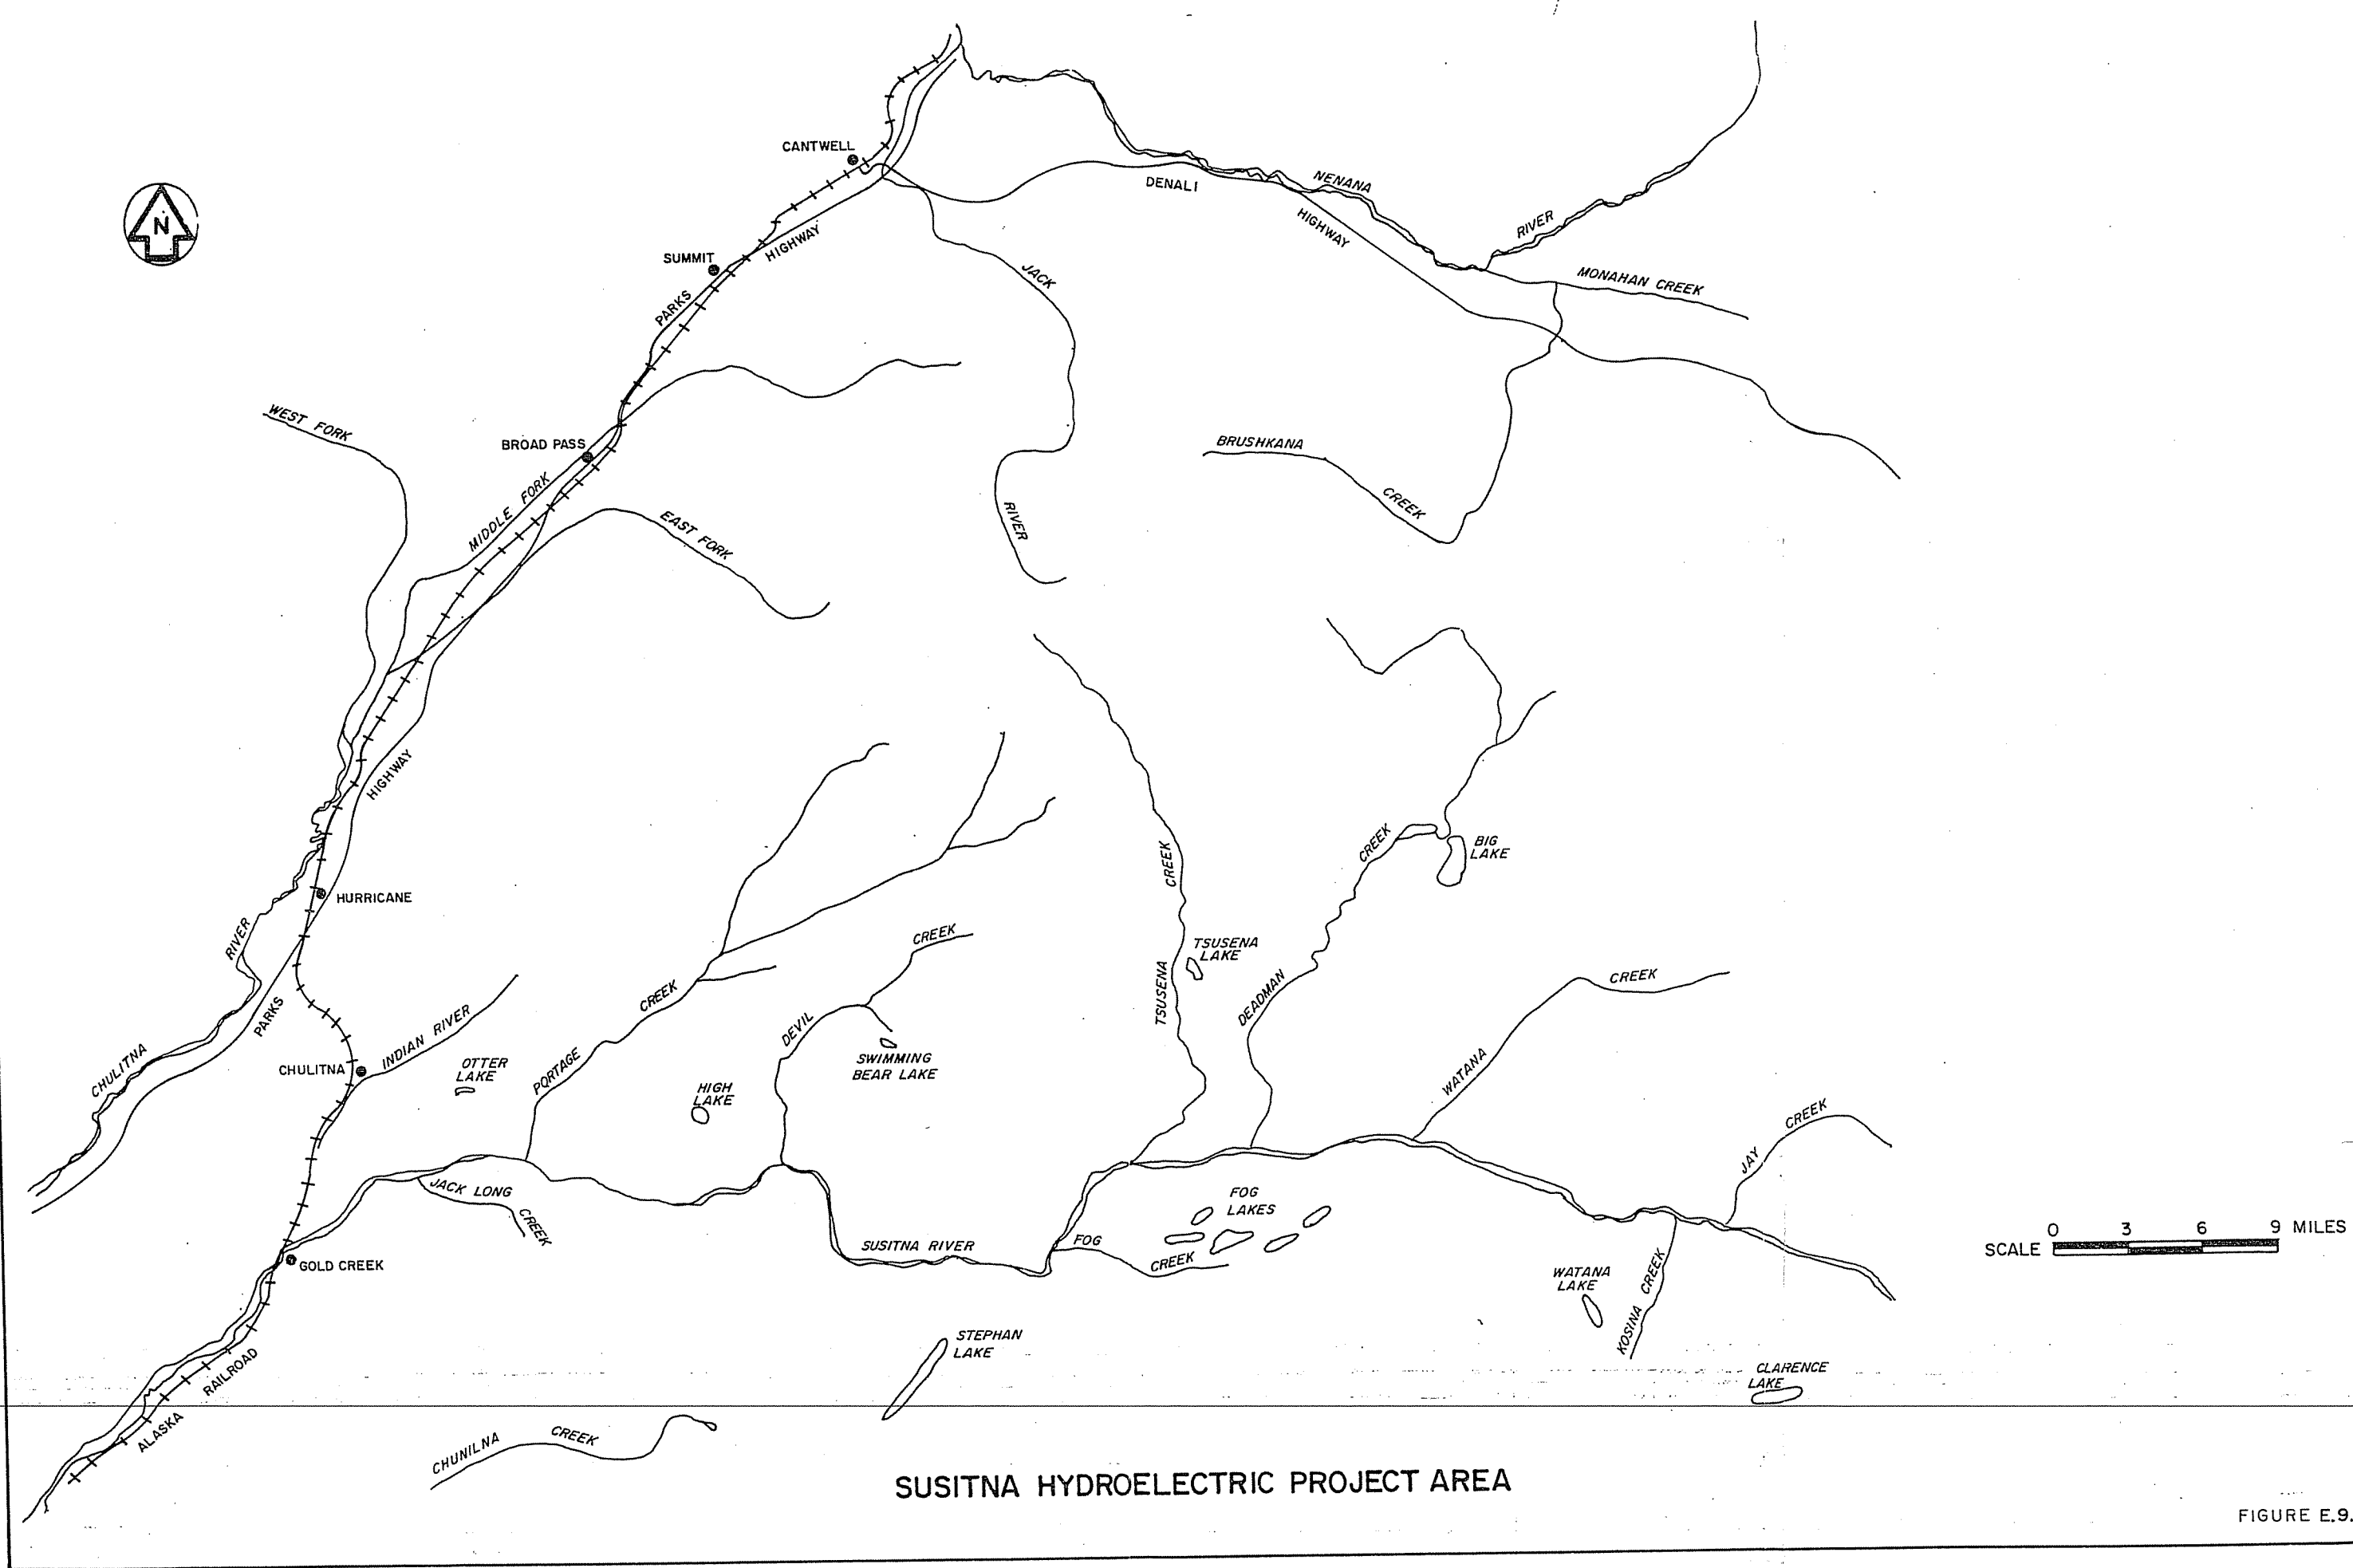 CANTWELL
DENALI
NENANA
HIGHWAY
RIVER
MONAHAN CREEK
N
SUMMIT
HIGHWAY
PARKS
JACK
RIVER
WEST FORK
BROAD PASS
MIDDLE FORK
EAST FORK
BRUSHKANA
CREEK
HIGHWAY
HURRICANE
RIVER
PARKS
CHULITNA
CHULITNA
INDIAN RIVER
OTTER
LAKE
PORTAGE
CREEK
HIGH
LAKE
DEVIL
CREEK
SWIMMING
BEAR LAKE
TSUSENA
CREEK
TSUSENA
LAKE
DEADMAN
CREEK
BIG
LAKE
WATANA
CREEK
JAY
CREEK
JACK LONG
CREEK
GOLD CREEK
SUSITNA RIVER
FOG
CREEK
FOG
LAKES
WATANA
LAKE
KOSINA CREEK
CLARENCE
LAKE
STEPHAN
LAKE
ALASKA
RAILROAD
CHUNILNA
CREEK
0 3 6 9 MILES
SCALE
SUSITNA HYDROELECTRIC PROJECT AREA
FIGURE E.9.